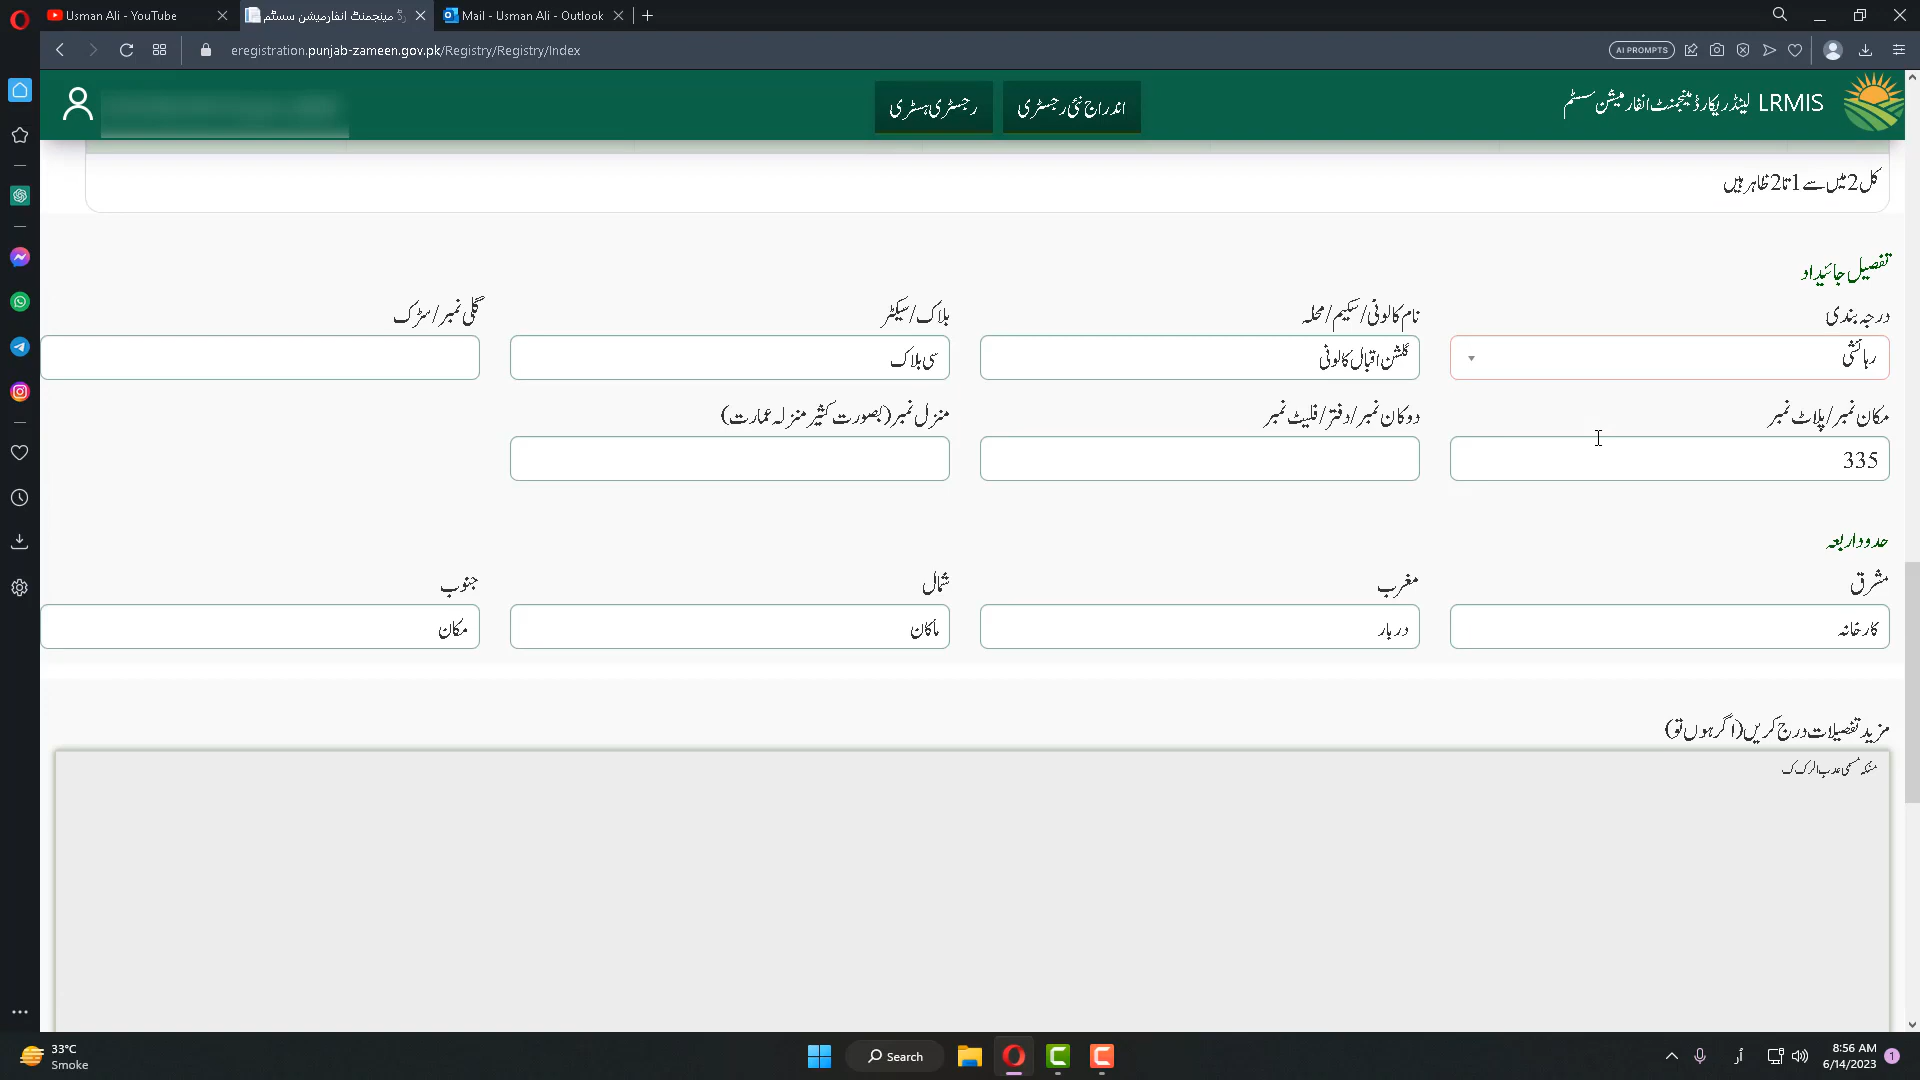 Usman Ali - YouTube
رڈ مینجمنٹ انفارمیشن سسٹم
Mail - Usman Ali - Outlook
eregistration.punjab-zameen.gov.pk/Registry/Registry/Index
AI PROMPTS
LRMIS لینڈ ریکارڈ مینجمنٹ انفارمیشن سسٹم
اندراج نئی رجسٹری
رجسٹری ہسٹری
کل 2 میں سے 1 تا 2 ظاہر ہیں
تفصیل جائیداد
درجہ بندی
نام کالونی/سکیم/محلہ
بلاک/سیکٹر
گلی نمبر/سڑک
رہائشی
گلشن اقبال کالونی
سی بلاک
مکان نمبر/پلاٹ نمبر
دوکان نمبر/دفتر/فلیٹ نمبر
منزل نمبر (بصورت کثیر منزلہ عمارت)
335
حدود اربعہ
مشرق
مغرب
شمال
جنوب
کارخانہ
دربار
مأکان
مکان
مزید تفصیلات درج کریں (اگر ہوں تو)
33°C
Smoke
Search
8:56 AM
6/14/2023
1